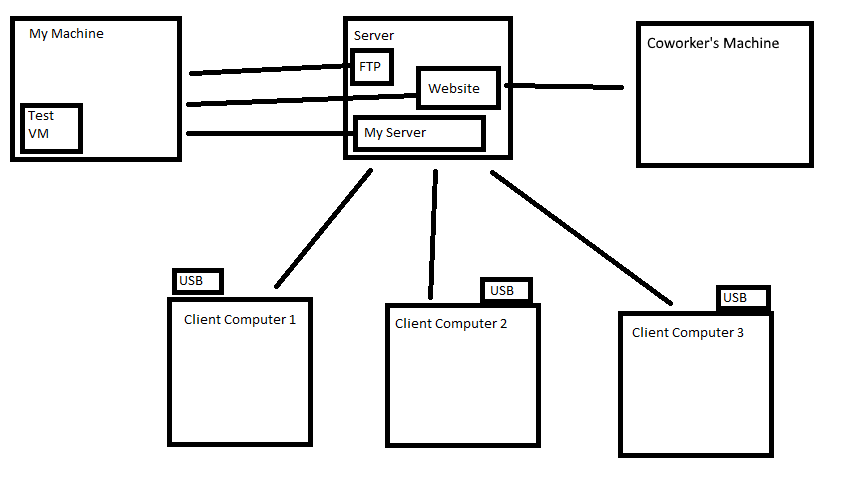 My Machine
Test
VM
Server
FTP
Website
My Server
Coworker's Machine
USB
Client Computer 1
USB
Client Computer 2
USB
Client Computer 3